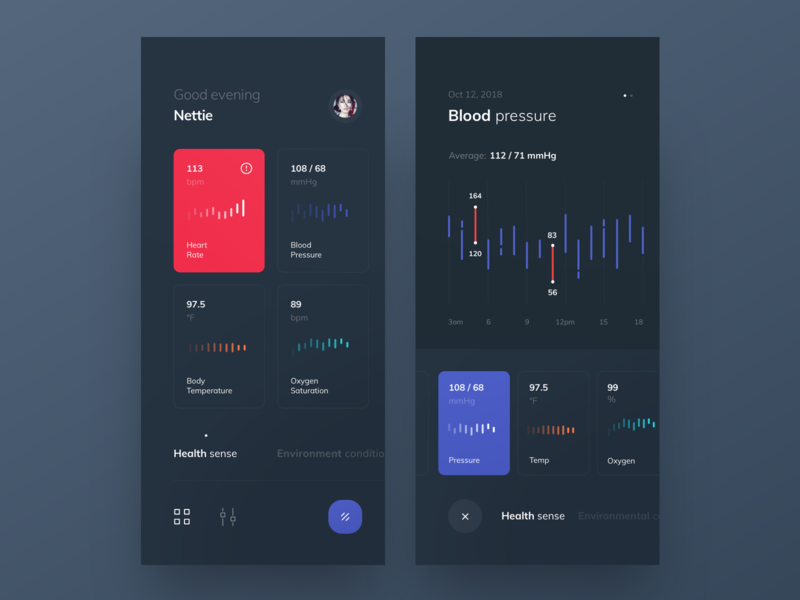 Good evening
Nettie
113
bpm
Heart
Rate
108 / 68
mmHg
Blood
Pressure
97.5
°F
Body
Temperature
89
bpm
Oxygen
Saturation
Health sense
Environment conditio
Oct 12, 2018
Blood pressure
Average: 112 / 71 mmHg
164
120
83
56
3am 6 9 12pm 15 18
108 / 68
mmHg
Pressure
97.5
°F
Temp
99
%
Oxygen
Health sense
Environmental co